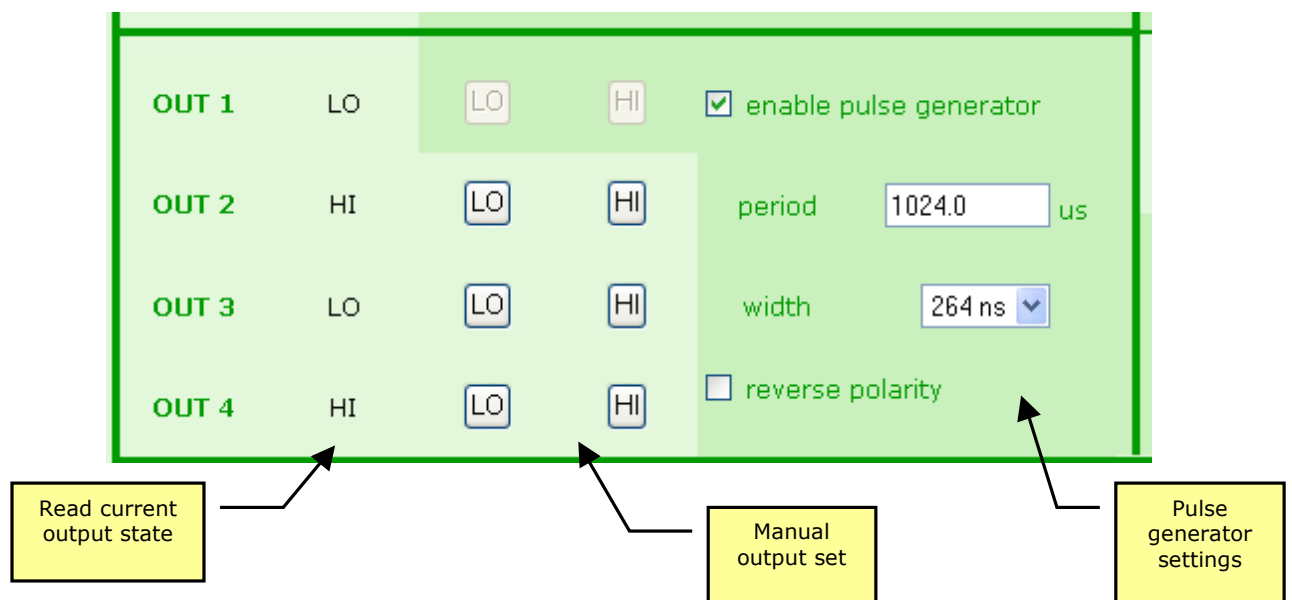 OUT 1 LO LO HI enable pulse generator
OUT 2 HI LO HI period 1024.0 us
OUT 3 LO LO HI width 264 ns
reverse polarity
OUT 4 HI LO HI
Read current
output state
Manual
output set
Pulse
generator
settings